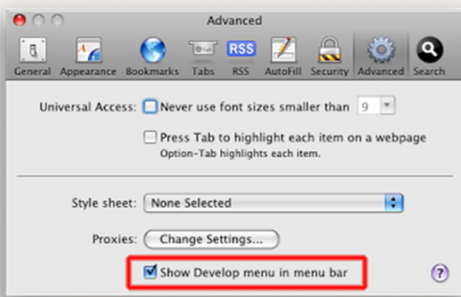 Advanced
General Appearance Bookmarks Tabs RSS AutoFill Security Advanced Search
RSS
Universal Access: Never use font sizes smaller than 9
Press Tab to highlight each item on a webpage
Option-Tab highlights each item.
Style sheet: None Selected
Proxies: Change Settings...
Show Develop menu in menu bar
?